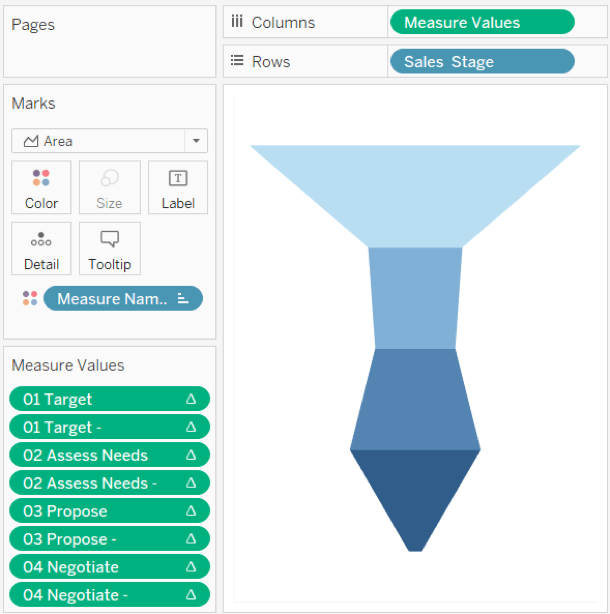 Pages
Columns
Measure Values
Rows
Sales Stage
Marks
Area
Color
Size
Label
Detail
Tooltip
Measure Nam..
Measure Values
01 Target
01 Target -
02 Assess Needs
02 Assess Needs -
03 Propose
03 Propose -
04 Negotiate
04 Negotiate -